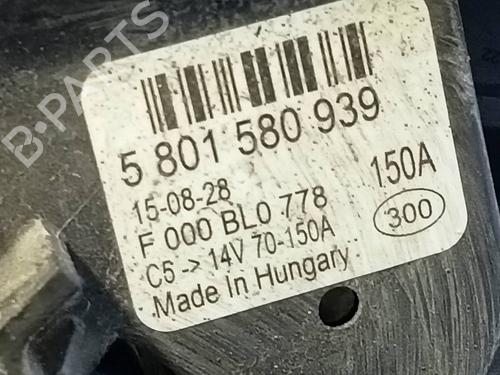 B-PARTS
5 801 580 939
15-08-28
150A
F 000 BL0 778
300
C5 -> 14V 70-150A
Made In Hungary